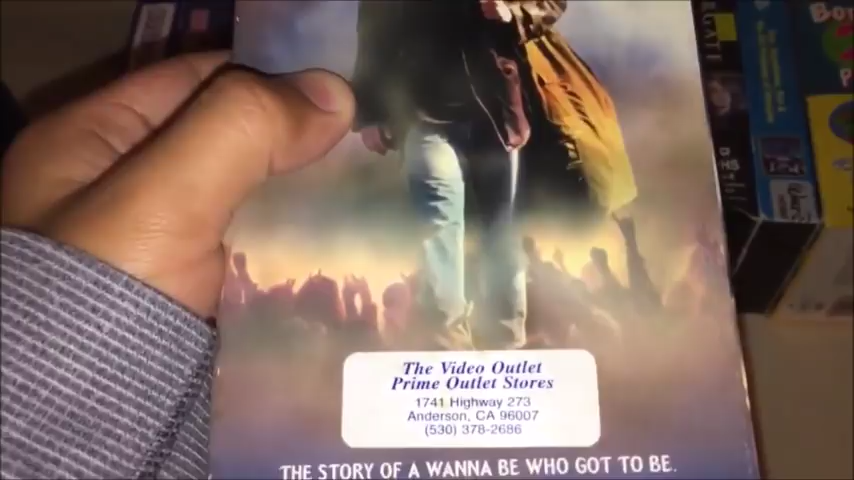 The Video Outlet
Prime Outlet Stores
1741 Highway 273
Anderson, CA 96007
(530) 378-2686
THE STORY OF A WANNA BE WHO GOT TO BE.